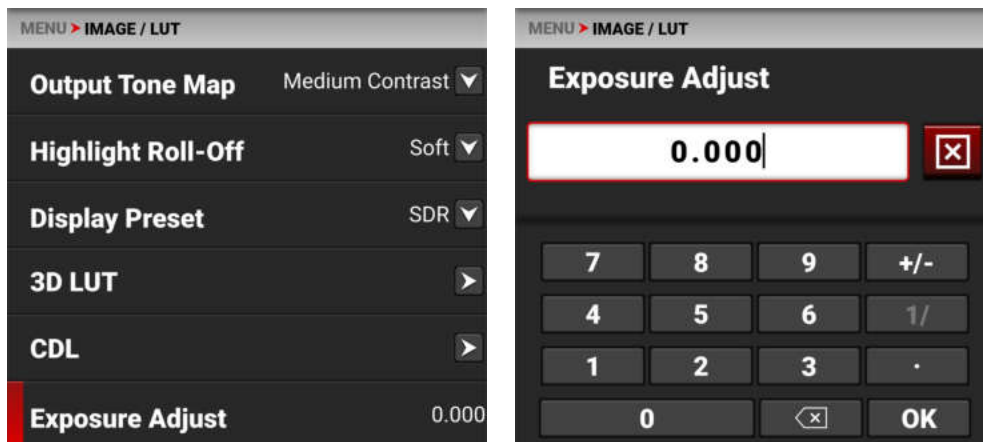 MENU > IMAGE / LUT
Output Tone Map Medium Contrast
Highlight Roll-Off Soft
Display Preset SDR
3D LUT
CDL
Exposure Adjust 0.000
MENU > IMAGE / LUT
Exposure Adjust
0.000
7 8 9 +/-
4 5 6 1/
1 2 3 .
0 OK